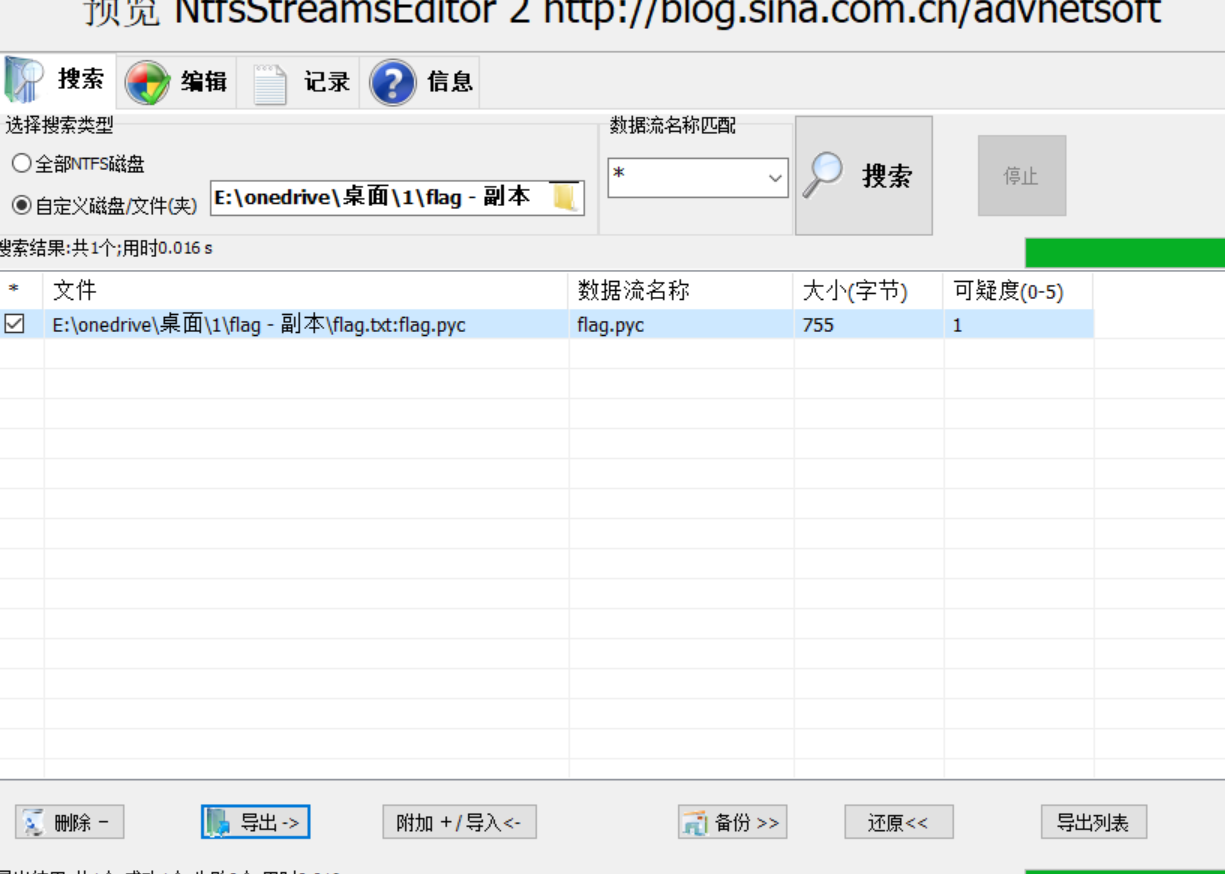 预览 NtfsStreamsEditor 2 http://blog.sina.com.cn/advnetsoft
搜索 编辑 记录 信息
选择搜索类型 数据流名称匹配
全部NTFS磁盘
自定义磁盘/文件(夹) E:\onedrive\桌面\1\flag - 副本 * 搜索 停止
搜索结果:共1个;用时0.016 s
* 文件 数据流名称 大小(字节) 可疑度(0-5)
E:\onedrive\桌面\1\flag - 副本\flag.txt:flag.pyc flag.pyc 755 1
删除 − 导出 -> 附加 + / 导入<- 备份 >> 还原<< 导出列表